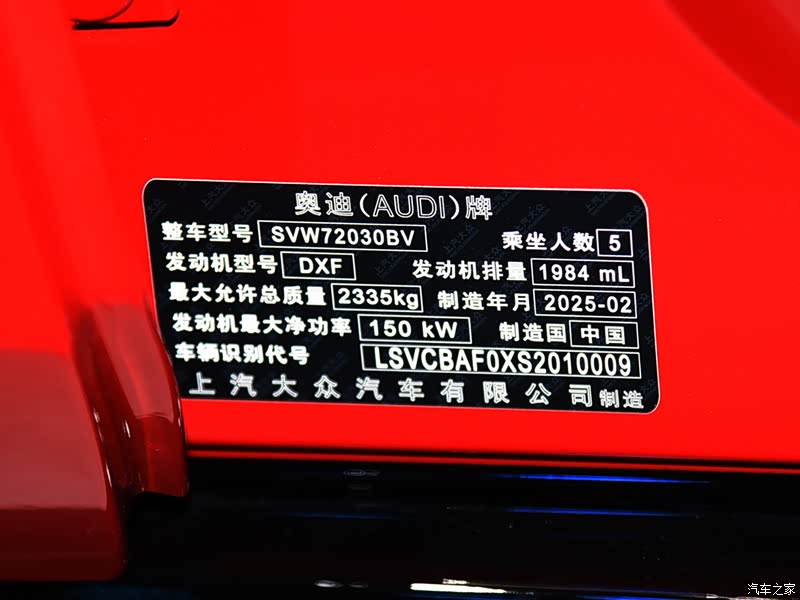 奥迪(AUDI)牌
整车型号 SVW72030BV 乘坐人数 5
发动机型号 DXF 发动机排量 1984 mL
最大允许总质量 2335kg 制造年月 2025-02
发动机最大净功率 150 kW 制造国 中国
车辆识别代号 LSVCBAF0XS2010009
上汽大众汽车有限公司制造
汽车之家